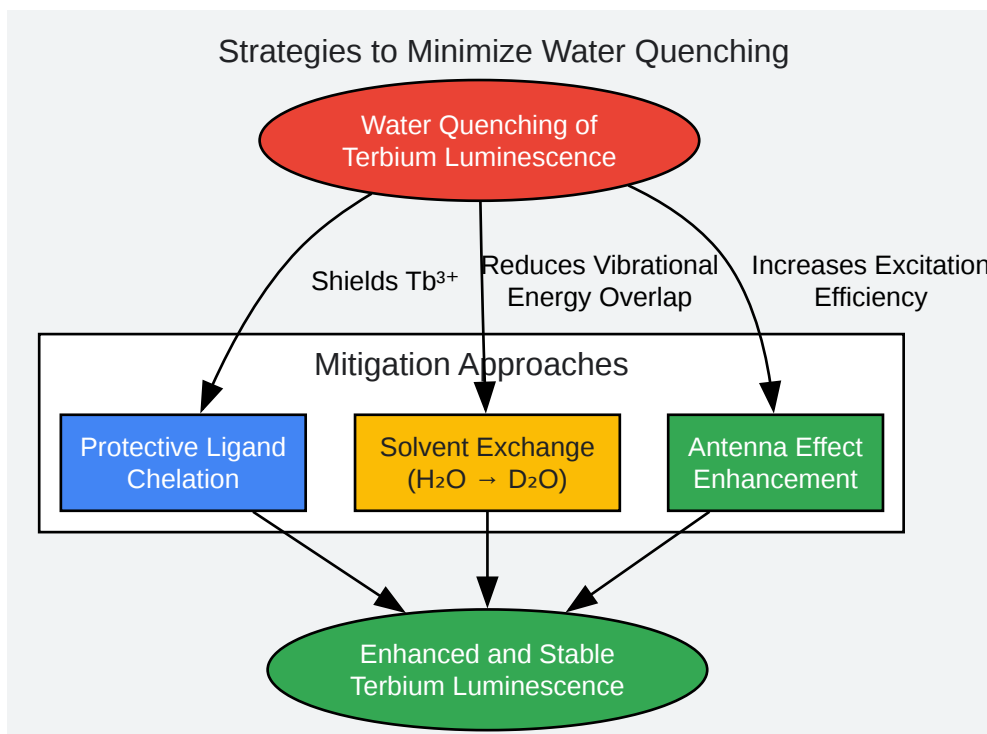 Strategies to Minimize Water Quenching
Water Quenching of
Terbium Luminescence
Shields Tb³⁺
Reduces Vibrational
Energy Overlap
Increases Excitation
Efficiency
Mitigation Approaches
Protective Ligand
Chelation
Solvent Exchange
(H₂O → D₂O)
Antenna Effect
Enhancement
Enhanced and Stable
Terbium Luminescence